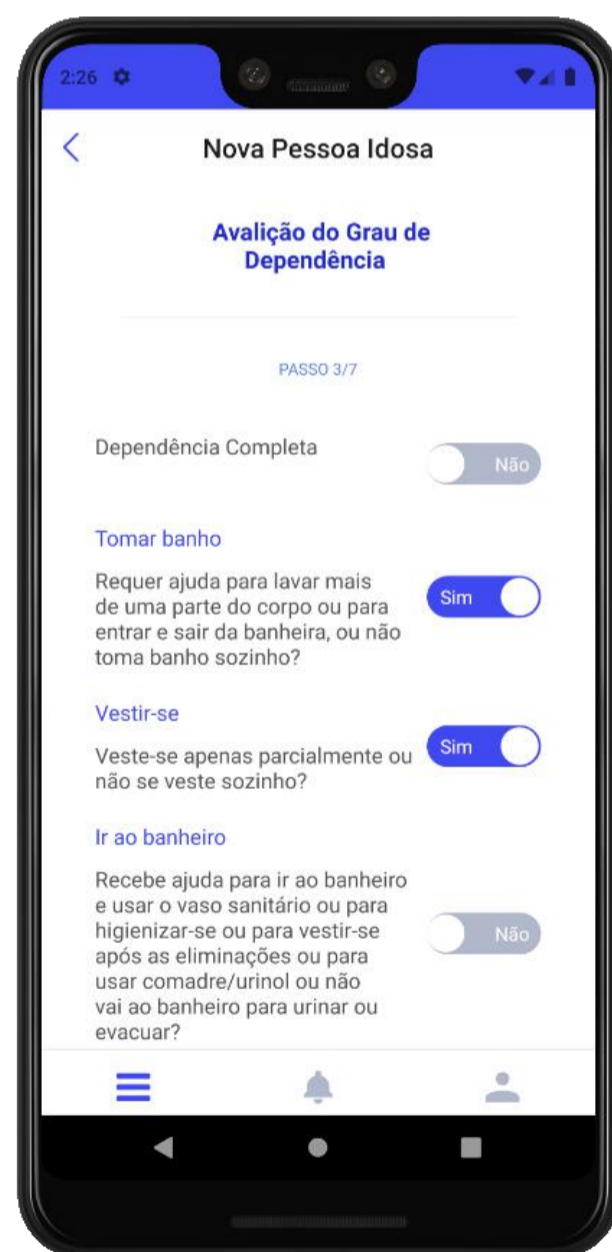 2:26
Nova Pessoa Idosa
Avalição do Grau de
Dependência
PASSO 3/7
Dependência Completa
Não
Tomar banho
Requer ajuda para lavar mais
de uma parte do corpo ou para
entrar e sair da banheira, ou não
toma banho sozinho?
Sim
Vestir-se
Veste-se apenas parcialmente ou
não se veste sozinho?
Sim
Ir ao banheiro
Recebe ajuda para ir ao banheiro
e usar o vaso sanitário ou para
higienizar-se ou para vestir-se
após as eliminações ou para
usar comadre/urinol ou não
vai ao banheiro para urinar ou
evacuar?
Não